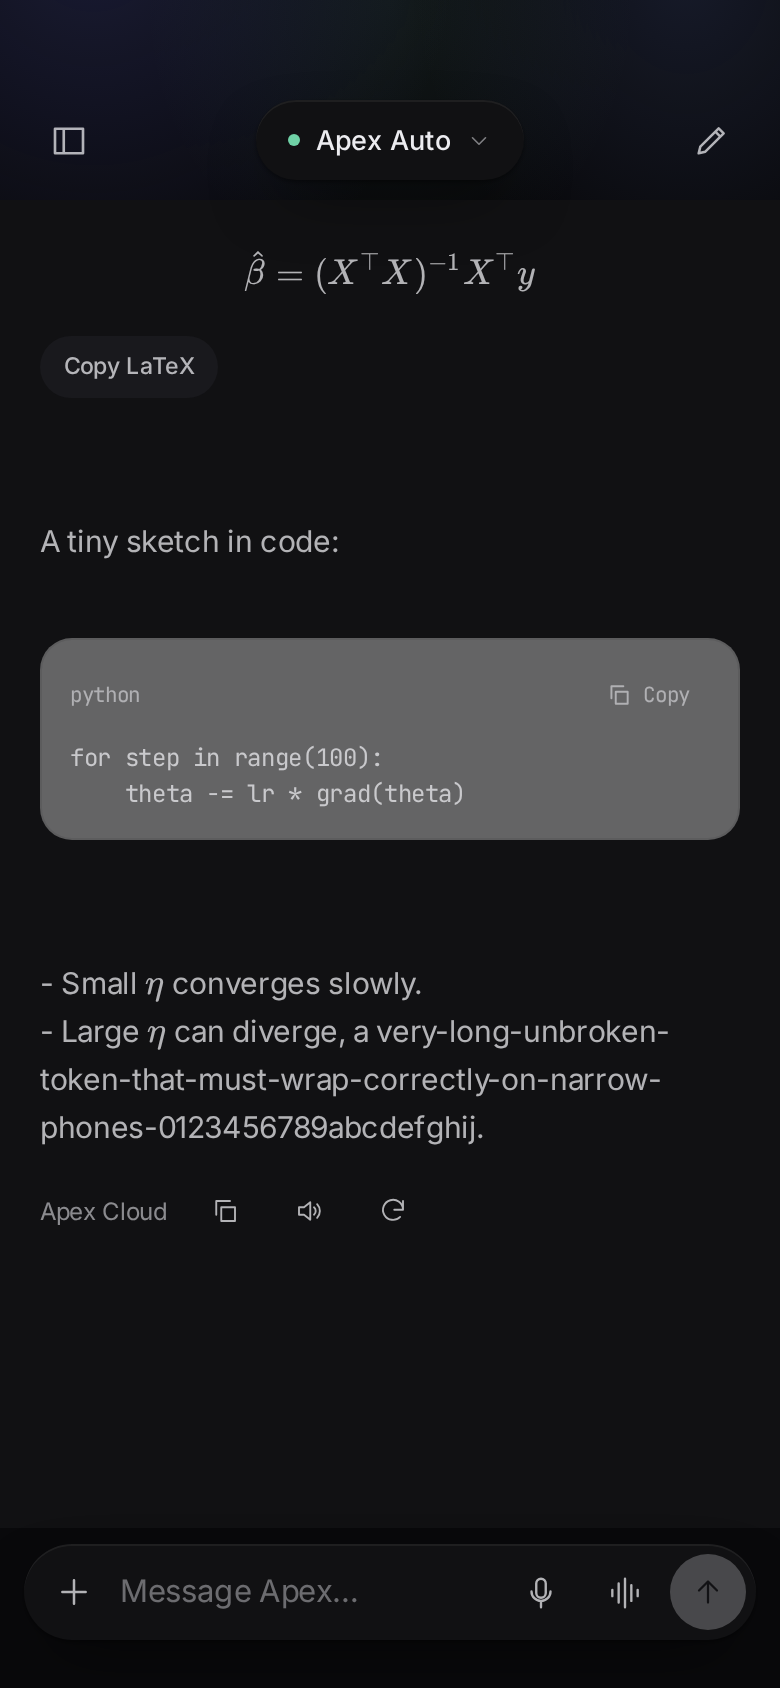 Apex Auto
β̂ = (X⊤X)⁻¹X⊤y
Copy LaTeX
A tiny sketch in code:
python
Copy
for step in range(100):
    theta -= lr * grad(theta)
- Small η converges slowly.
- Large η can diverge, a very-long-unbroken-
token-that-must-wrap-correctly-on-narrow-
phones-0123456789abcdefghij.
Apex Cloud
Message Apex...